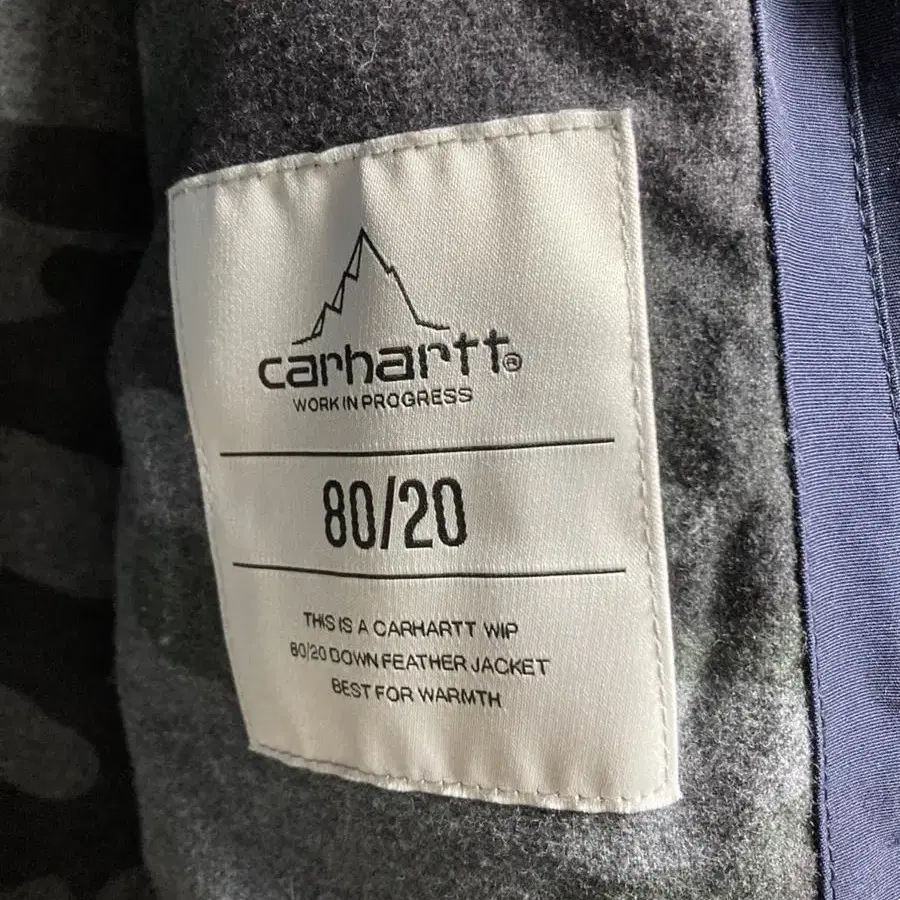 carhartt®
WORK IN PROGRESS
80/20
THIS IS A CARHARTT WIP
80/20 DOWN FEATHER JACKET
BEST FOR WARMTH